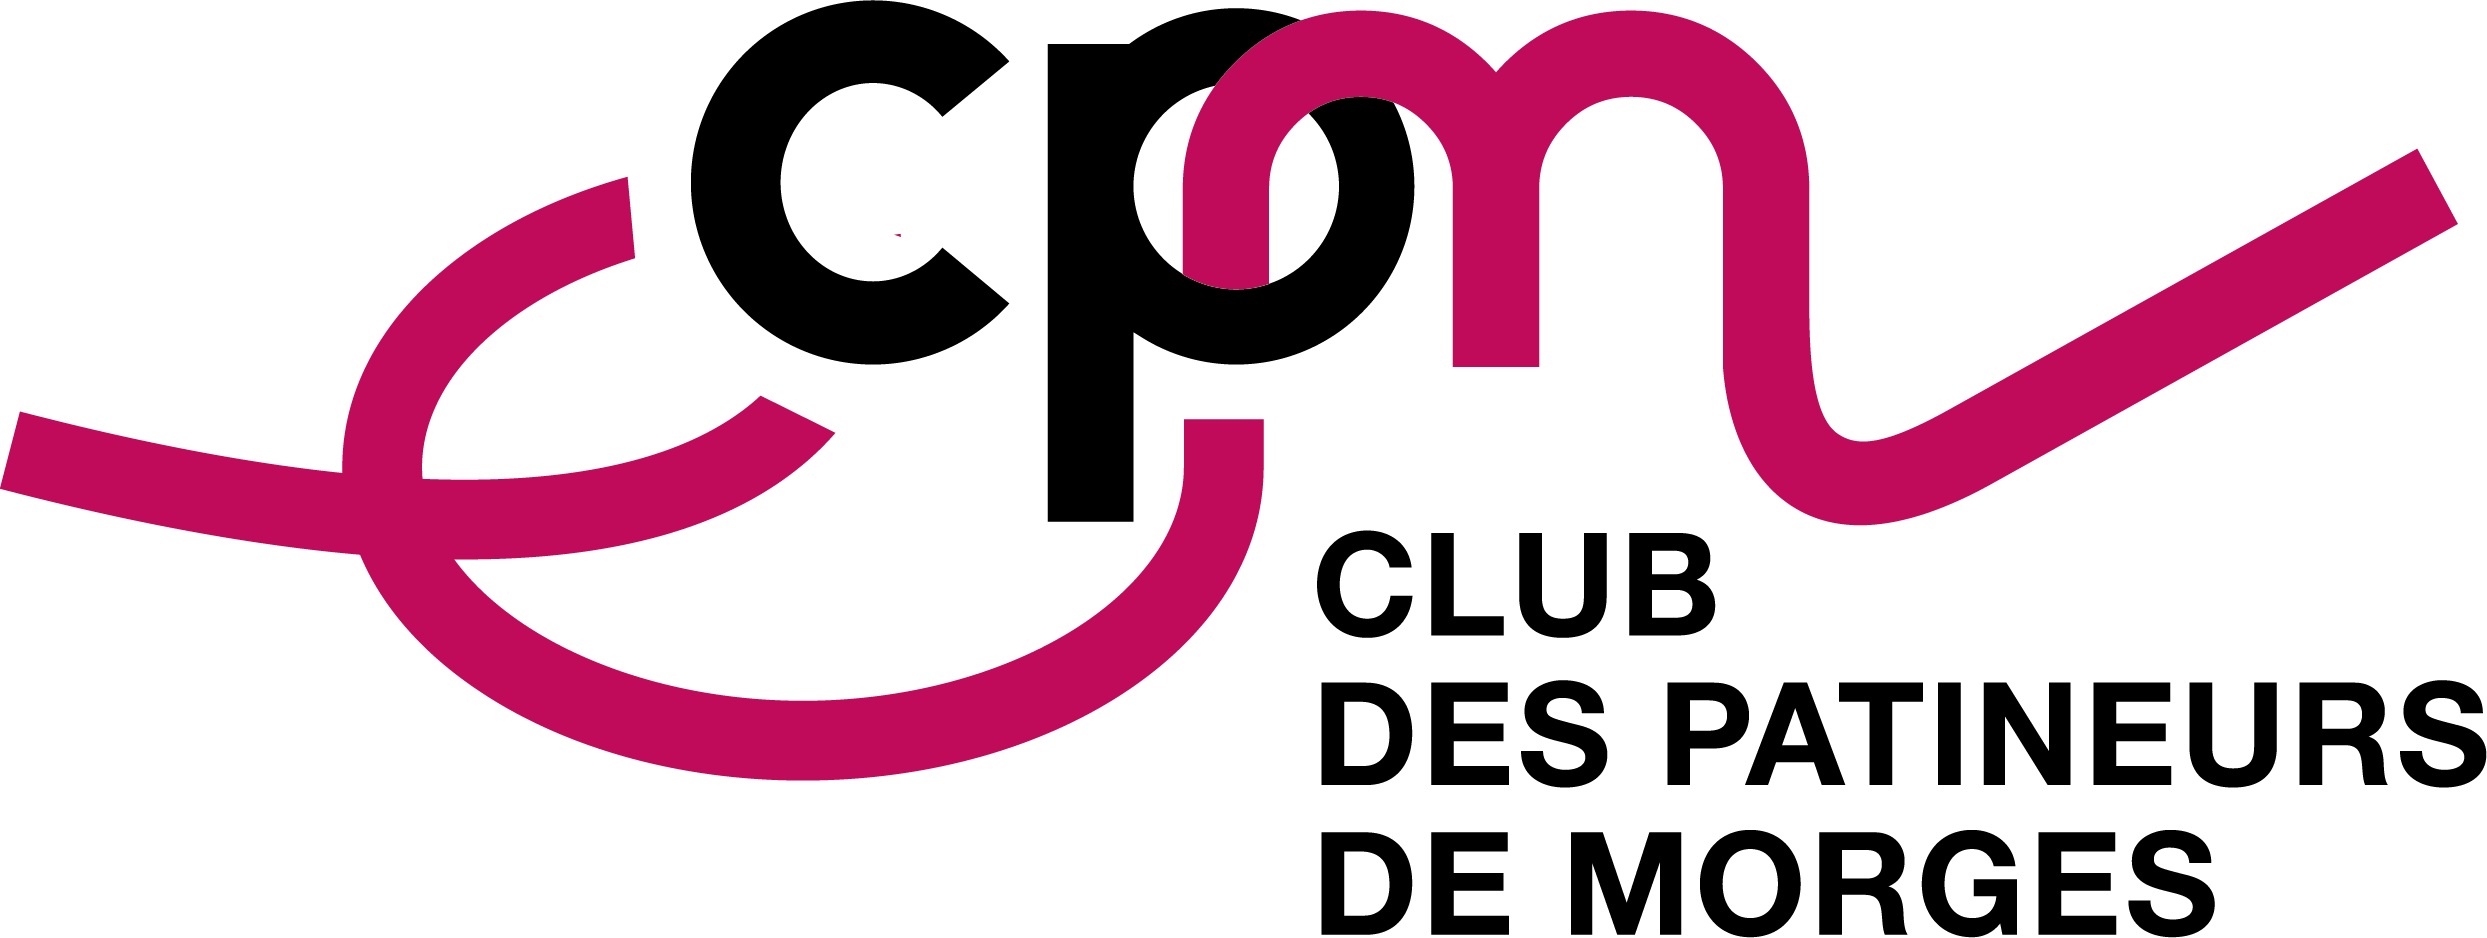 cpm
CLUB
DES PATINEURS
DE MORGES